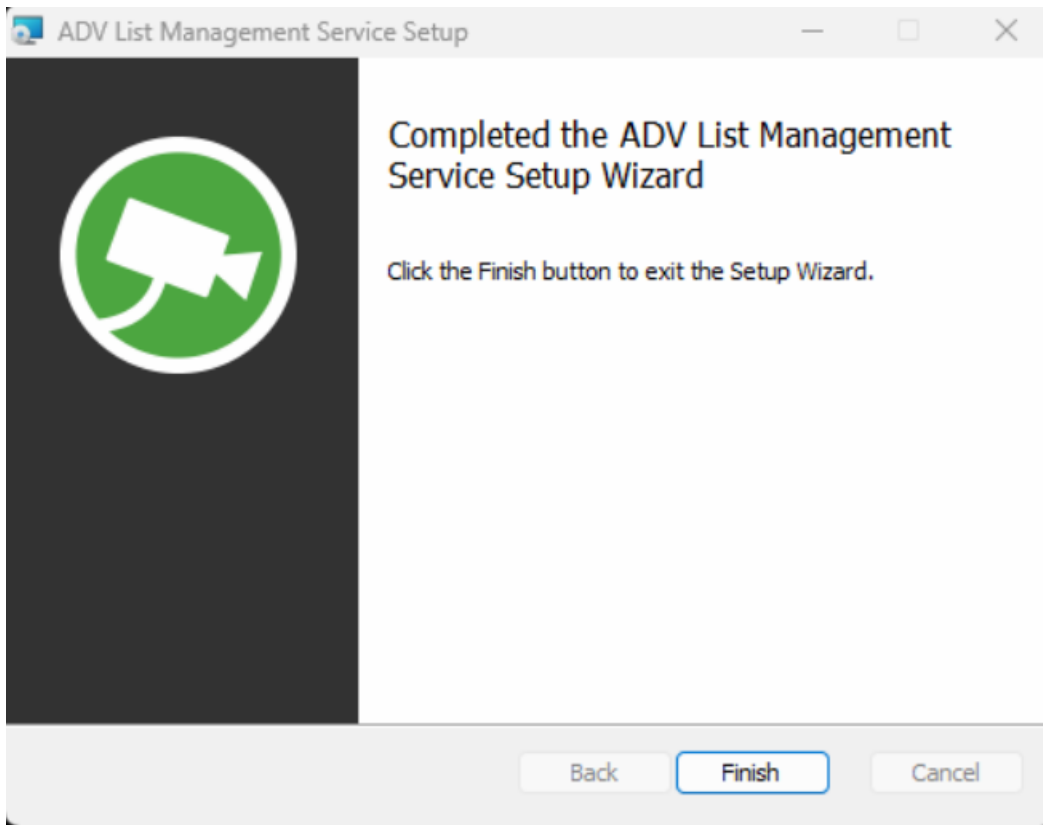 ADV List Management Service Setup
Completed the ADV List Management
Service Setup Wizard
Click the Finish button to exit the Setup Wizard.
Back
Finish
Cancel